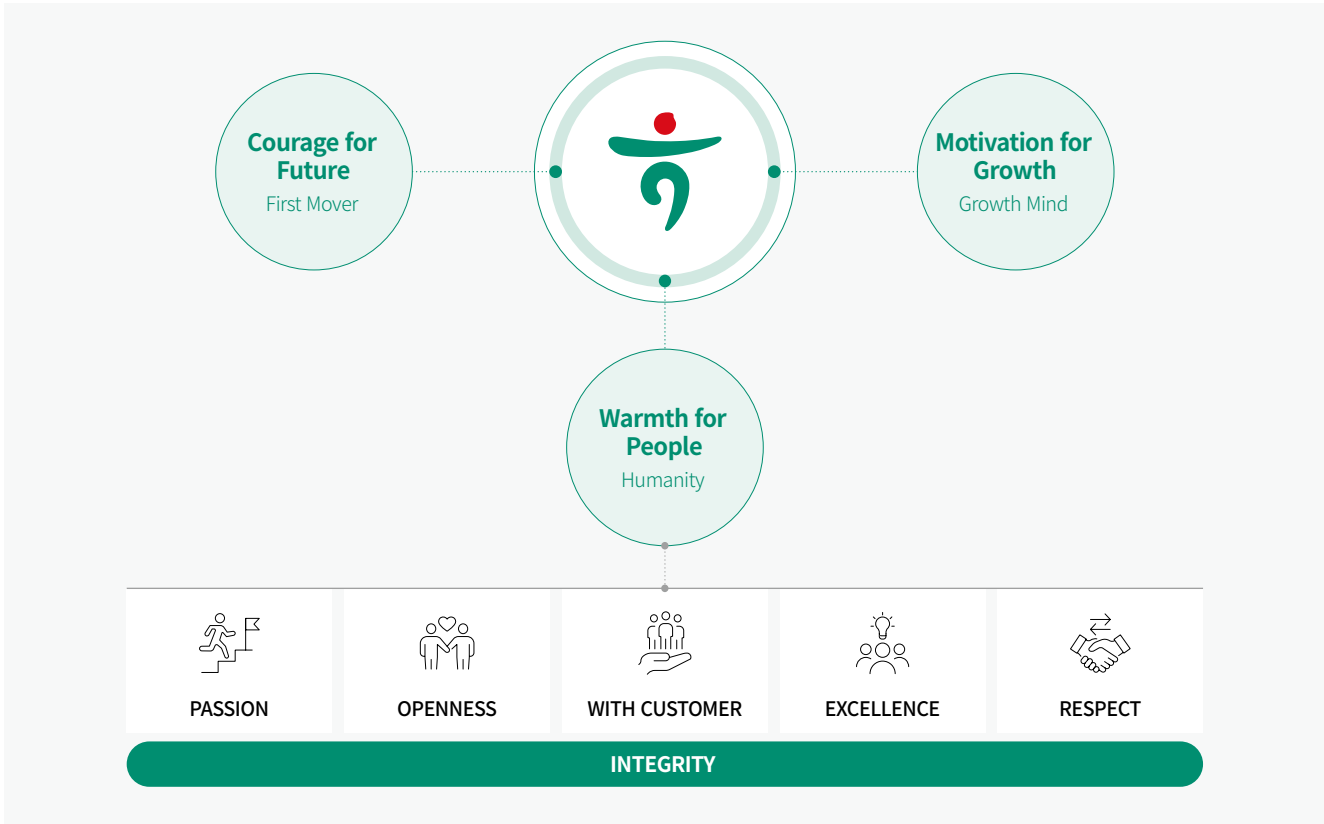 Courage for
Future
First Mover
Motivation for
Growth
Growth Mind
Warmth for
People
Humanity
PASSION
OPENNESS
WITH CUSTOMER
EXCELLENCE
RESPECT
INTEGRITY